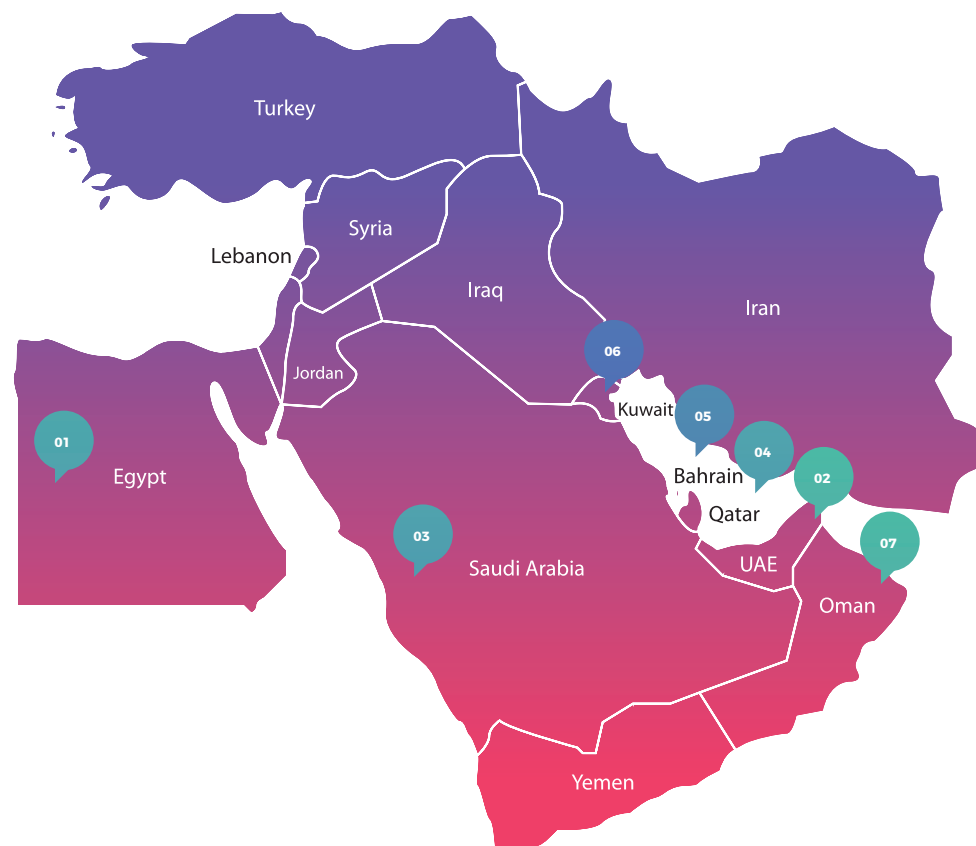 Turkey
Syria
Lebanon
Iraq
Iran
06
Jordan
Kuwait
05
01
04
Egypt
Bahrain
02
Qatar
03
07
UAE
Saudi Arabia
Oman
Yemen